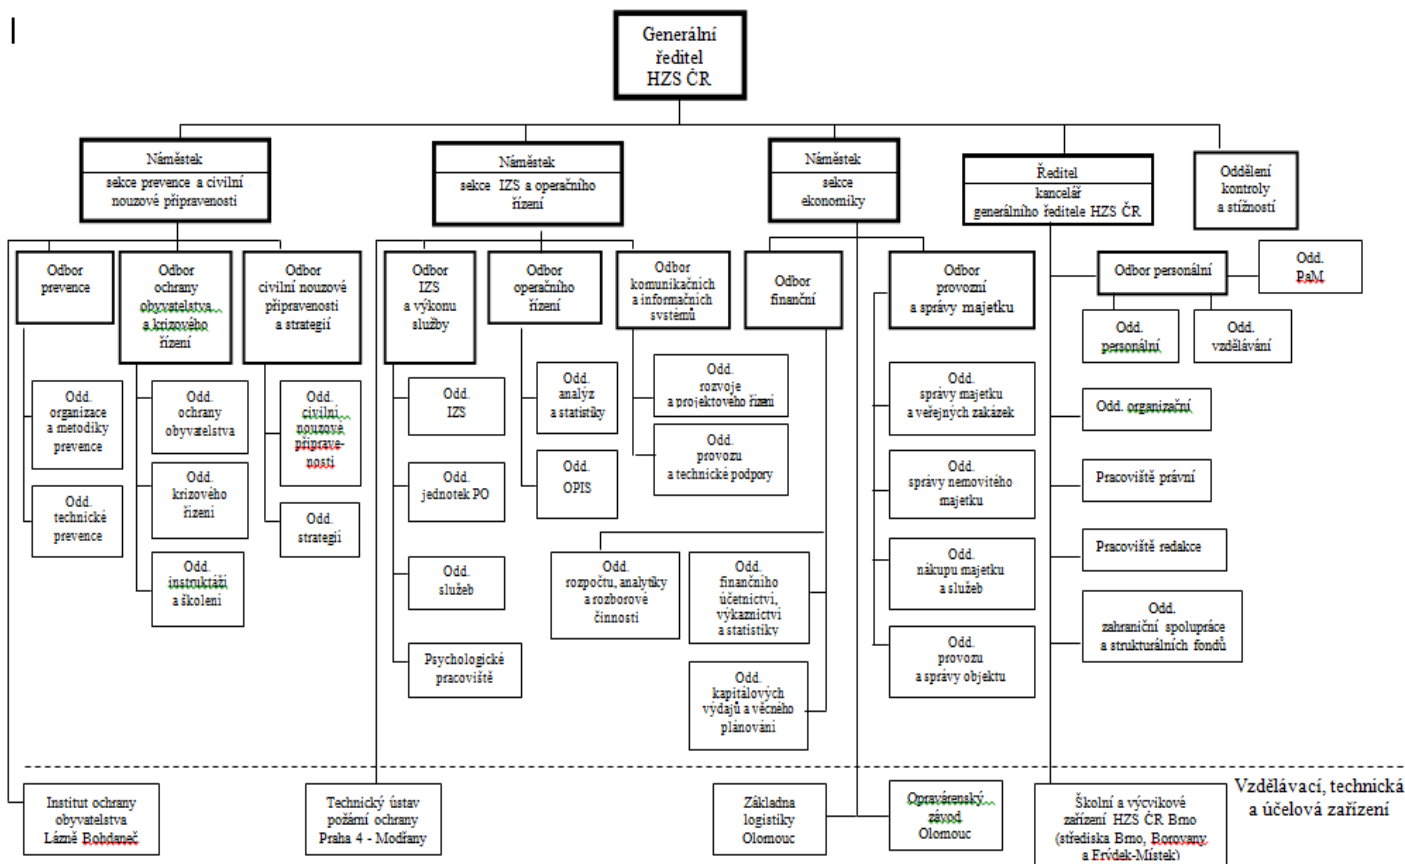 Generální
ředitel
HZS ČR
Náměstek
sekce prevence a civilní
nouzové připravenosti
Náměstek
sekce IZS a operačního
řízení
Náměstek
sekce
ekonomiky
Ředitel
kancelář
generálního ředitele HZS ČR
Oddělení
kontroly
a stížností
Odbor
prevence
Odbor
ochrany
obyvatelstva
a krizového
řízení
Odbor
civilní nouzové
připravenosti
a strategií
Odbor
IZS
a výkonu
služby
Odbor
operačního
řízení
Odbor
komunikačních
a informačních
systémů
Odbor
finanční
Odbor
provozní
a správy majetku
Odbor personální
Odd.
PaM
Odd.
personální
Odd.
vzdělávání
Odd.
organizace
a metodiky
prevence
Odd.
technické
prevence
Odd.
ochrany
obyvatelstva
Odd.
krizového
řízení
Odd.
instruktáží
a školení
Odd.
civilní
nouzové
připrave-
nosti
Odd.
strategií
Odd.
IZS
Odd.
jednotek PO
Odd.
služeb
Psychologické
pracoviště
Odd.
analýz
a statistiky
Odd.
OPIS
Odd.
rozvoje
a projektového řízení
Odd.
provozu
a technické podpory
Odd.
rozpočtu, analytiky
a rozborové
činnosti
Odd.
finančního
účetnictví,
výkaznictví
a statistiky
Odd.
kapitálových
výdajů a věcného
plánování
Odd.
správy majetku
a veřejných zakázek
Odd.
správy nemovitého
majetku
Odd.
nákupu majetku
a služeb
Odd.
provozu
a správy objektu
Odd. organizační
Pracoviště právní
Pracoviště redakce
Odd.
zahraniční spolupráce
a strukturálních fondů
Institut ochrany
obyvatelstva
Lázně Bohdaneč
Technický ústav
požární ochrany
Praha 4 - Modřany
Základna
logistiky
Olomouc
Opravárenský
závod
Olomouc
Školní a výcvikové
zařízení HZS ČR Brno
(střediska Brno, Borovany
a Frýdek-Místek)
Vzdělávací, technická
a účelová zařízení